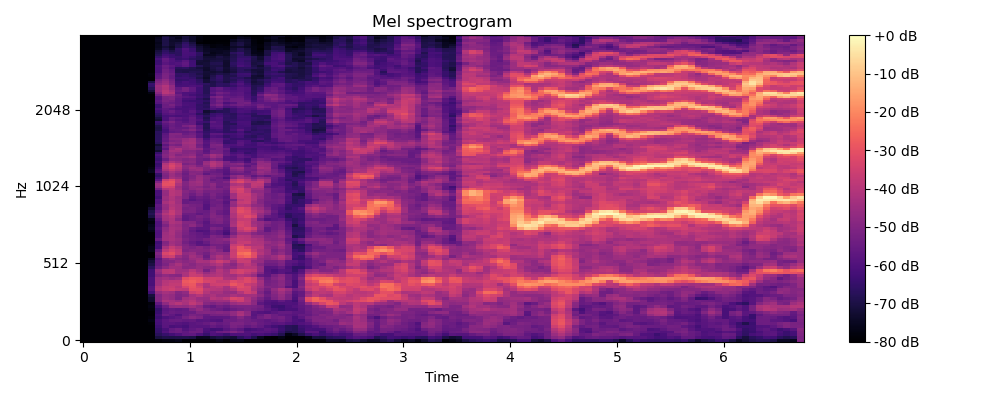 Mel spectrogram
Hz
2048
1024
512
0
0 1 2 3 4 5 6
Time
+0 dB
-10 dB
-20 dB
-30 dB
-40 dB
-50 dB
-60 dB
-70 dB
-80 dB